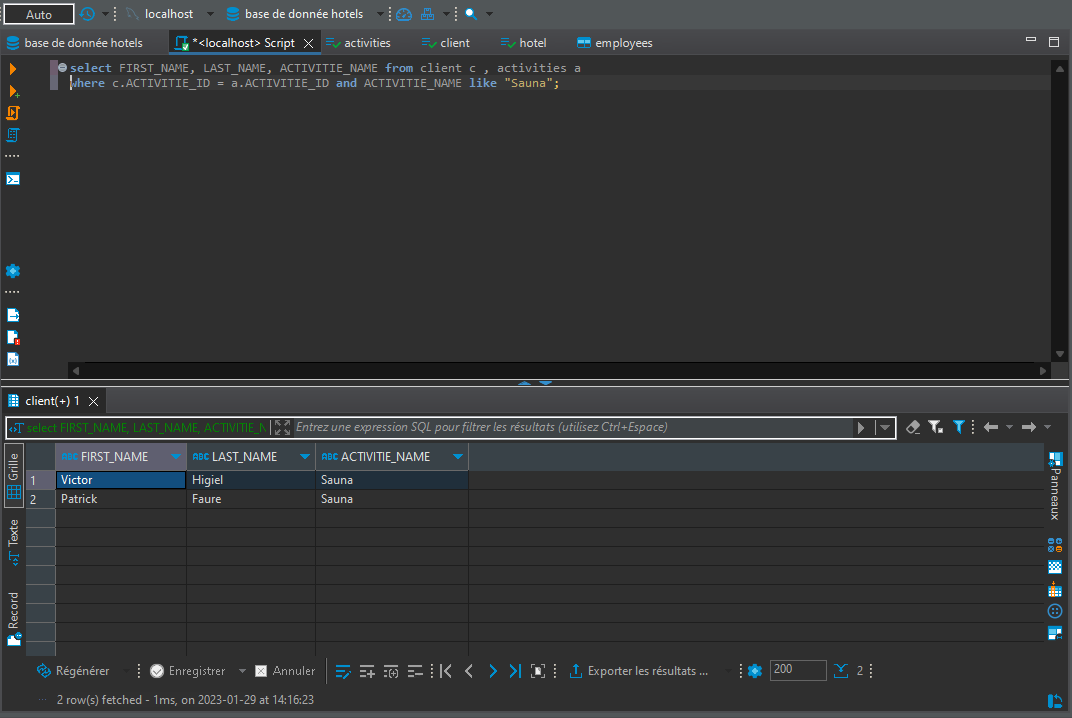 Auto localhost base de donnée hotels
base de donnée hotels *<localhost> Script activities client hotel employees
select FIRST_NAME, LAST_NAME, ACTIVITIE_NAME from client c , activities a
where c.ACTIVITIE_ID = a.ACTIVITIE_ID and ACTIVITIE_NAME like "Sauna";
client(+) 1
select FIRST_NAME, LAST_NAME, ACTIVITIE_N Entrez une expression SQL pour filtrer les résultats (utilisez Ctrl+Espace)
Grille
Texte
Record
ABC FIRST_NAME ABC LAST_NAME ABC ACTIVITIE_NAME
1 Victor Higiel Sauna
2 Patrick Faure Sauna
Panneaux
Régénérer Enregistrer Annuler Exporter les résultats ... 200 2
2 row(s) fetched - 1ms, on 2023-01-29 at 14:16:23